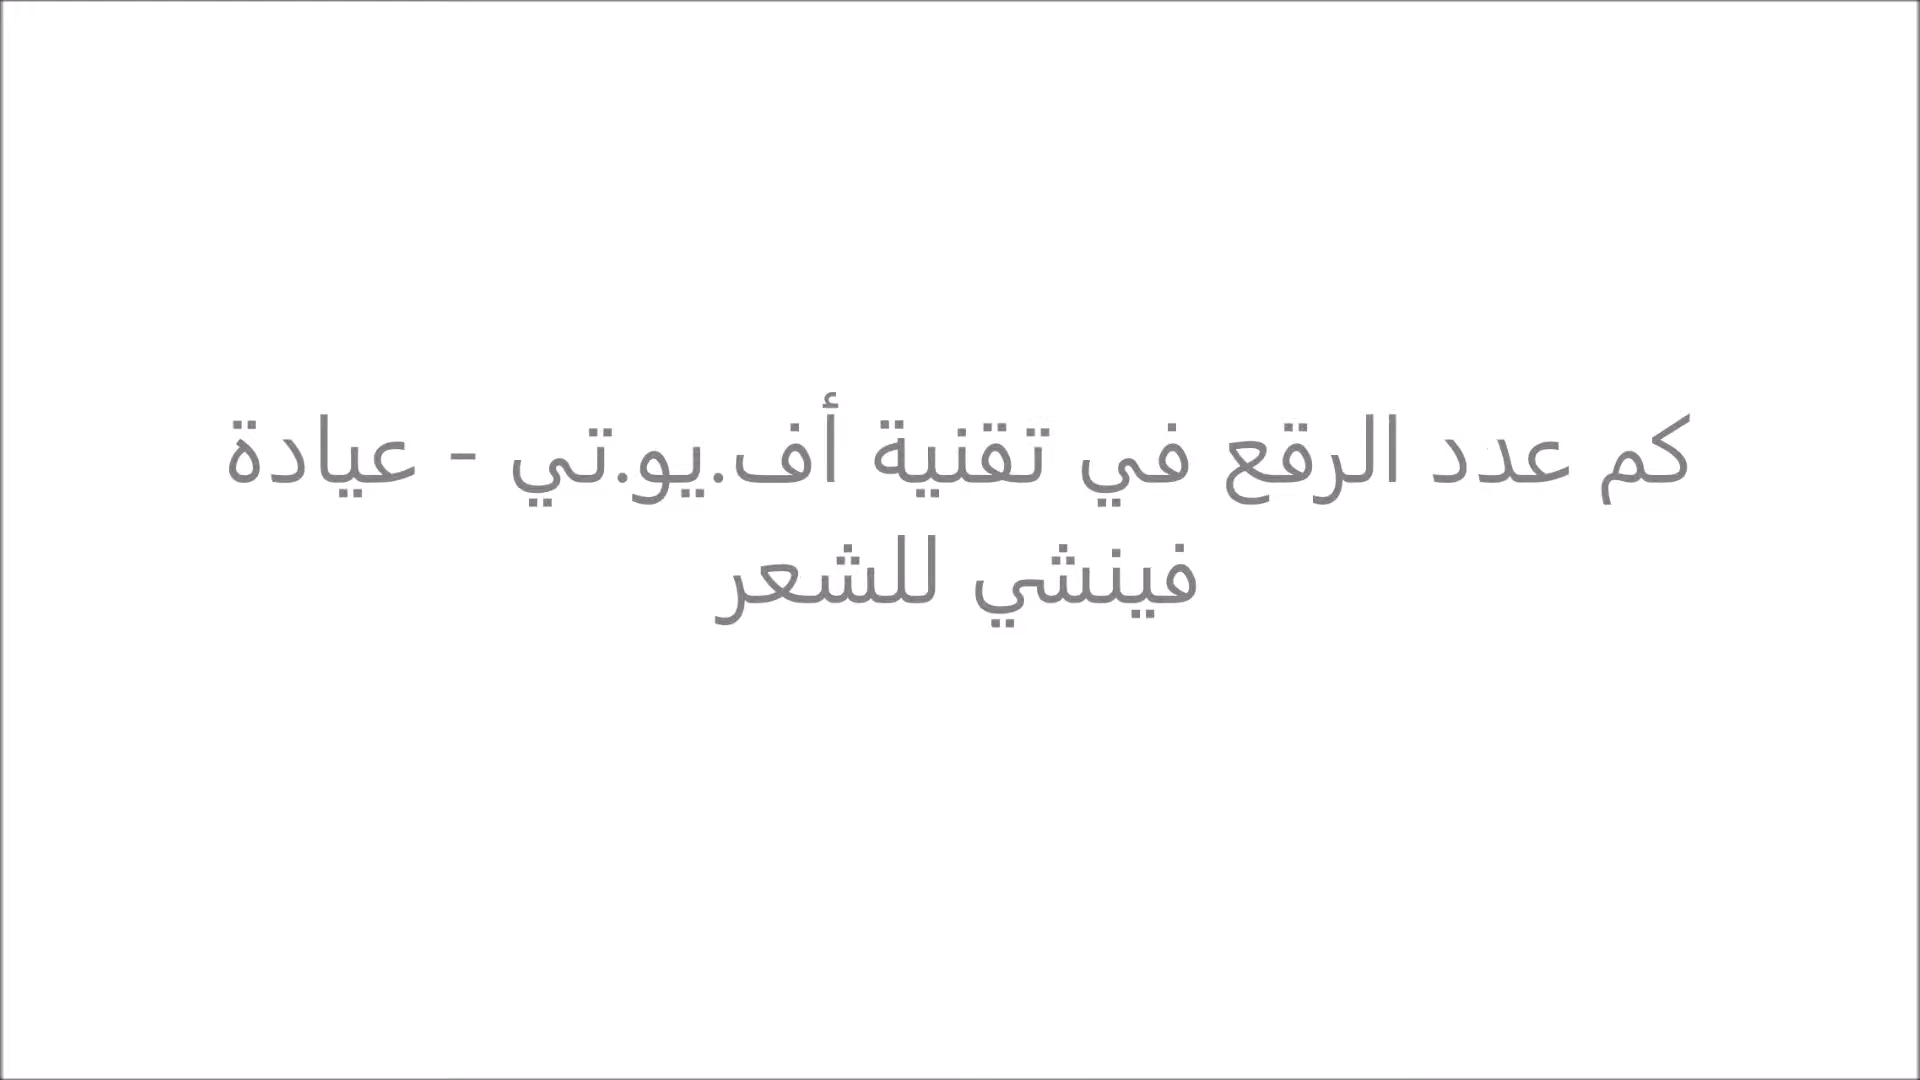 كم عدد الرقع في تقنية أف.يو.تي - عيادة
فينشي للشعر